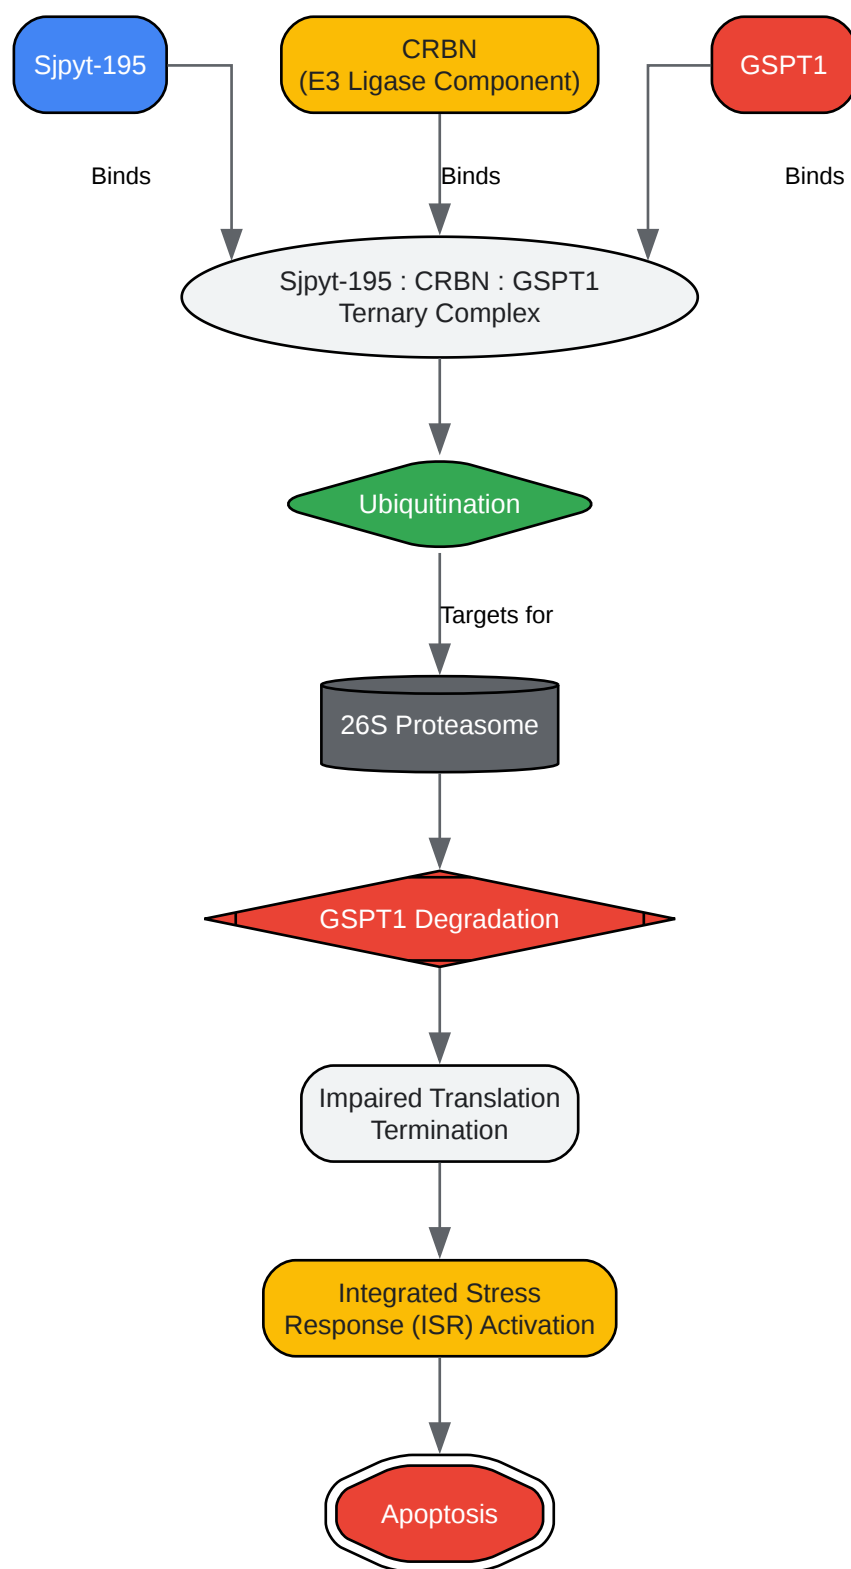 Sjpyt-195
CRBN
(E3 Ligase Component)
GSPT1
Binds
Binds
Binds
Sjpyt-195 : CRBN : GSPT1
Ternary Complex
Ubiquitination
Targets for
26S Proteasome
GSPT1 Degradation
Impaired Translation
Termination
Integrated Stress
Response (ISR) Activation
Apoptosis